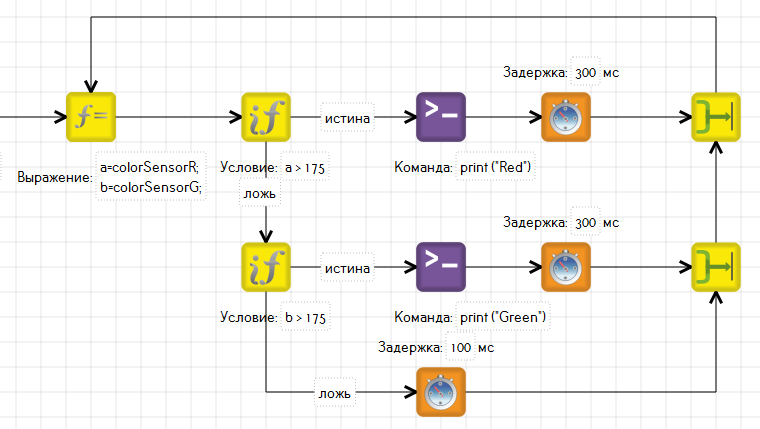 Задержка: 300 мс
f=
if
истина
>-
Выражение: a=colorSensorR;
b=colorSensorG;
Условие: a > 175
Команда: print ("Red")
ложь
Задержка: 300 мс
if
истина
>-
Условие: b > 175
Команда: print ("Green")
Задержка: 100 мс
ложь